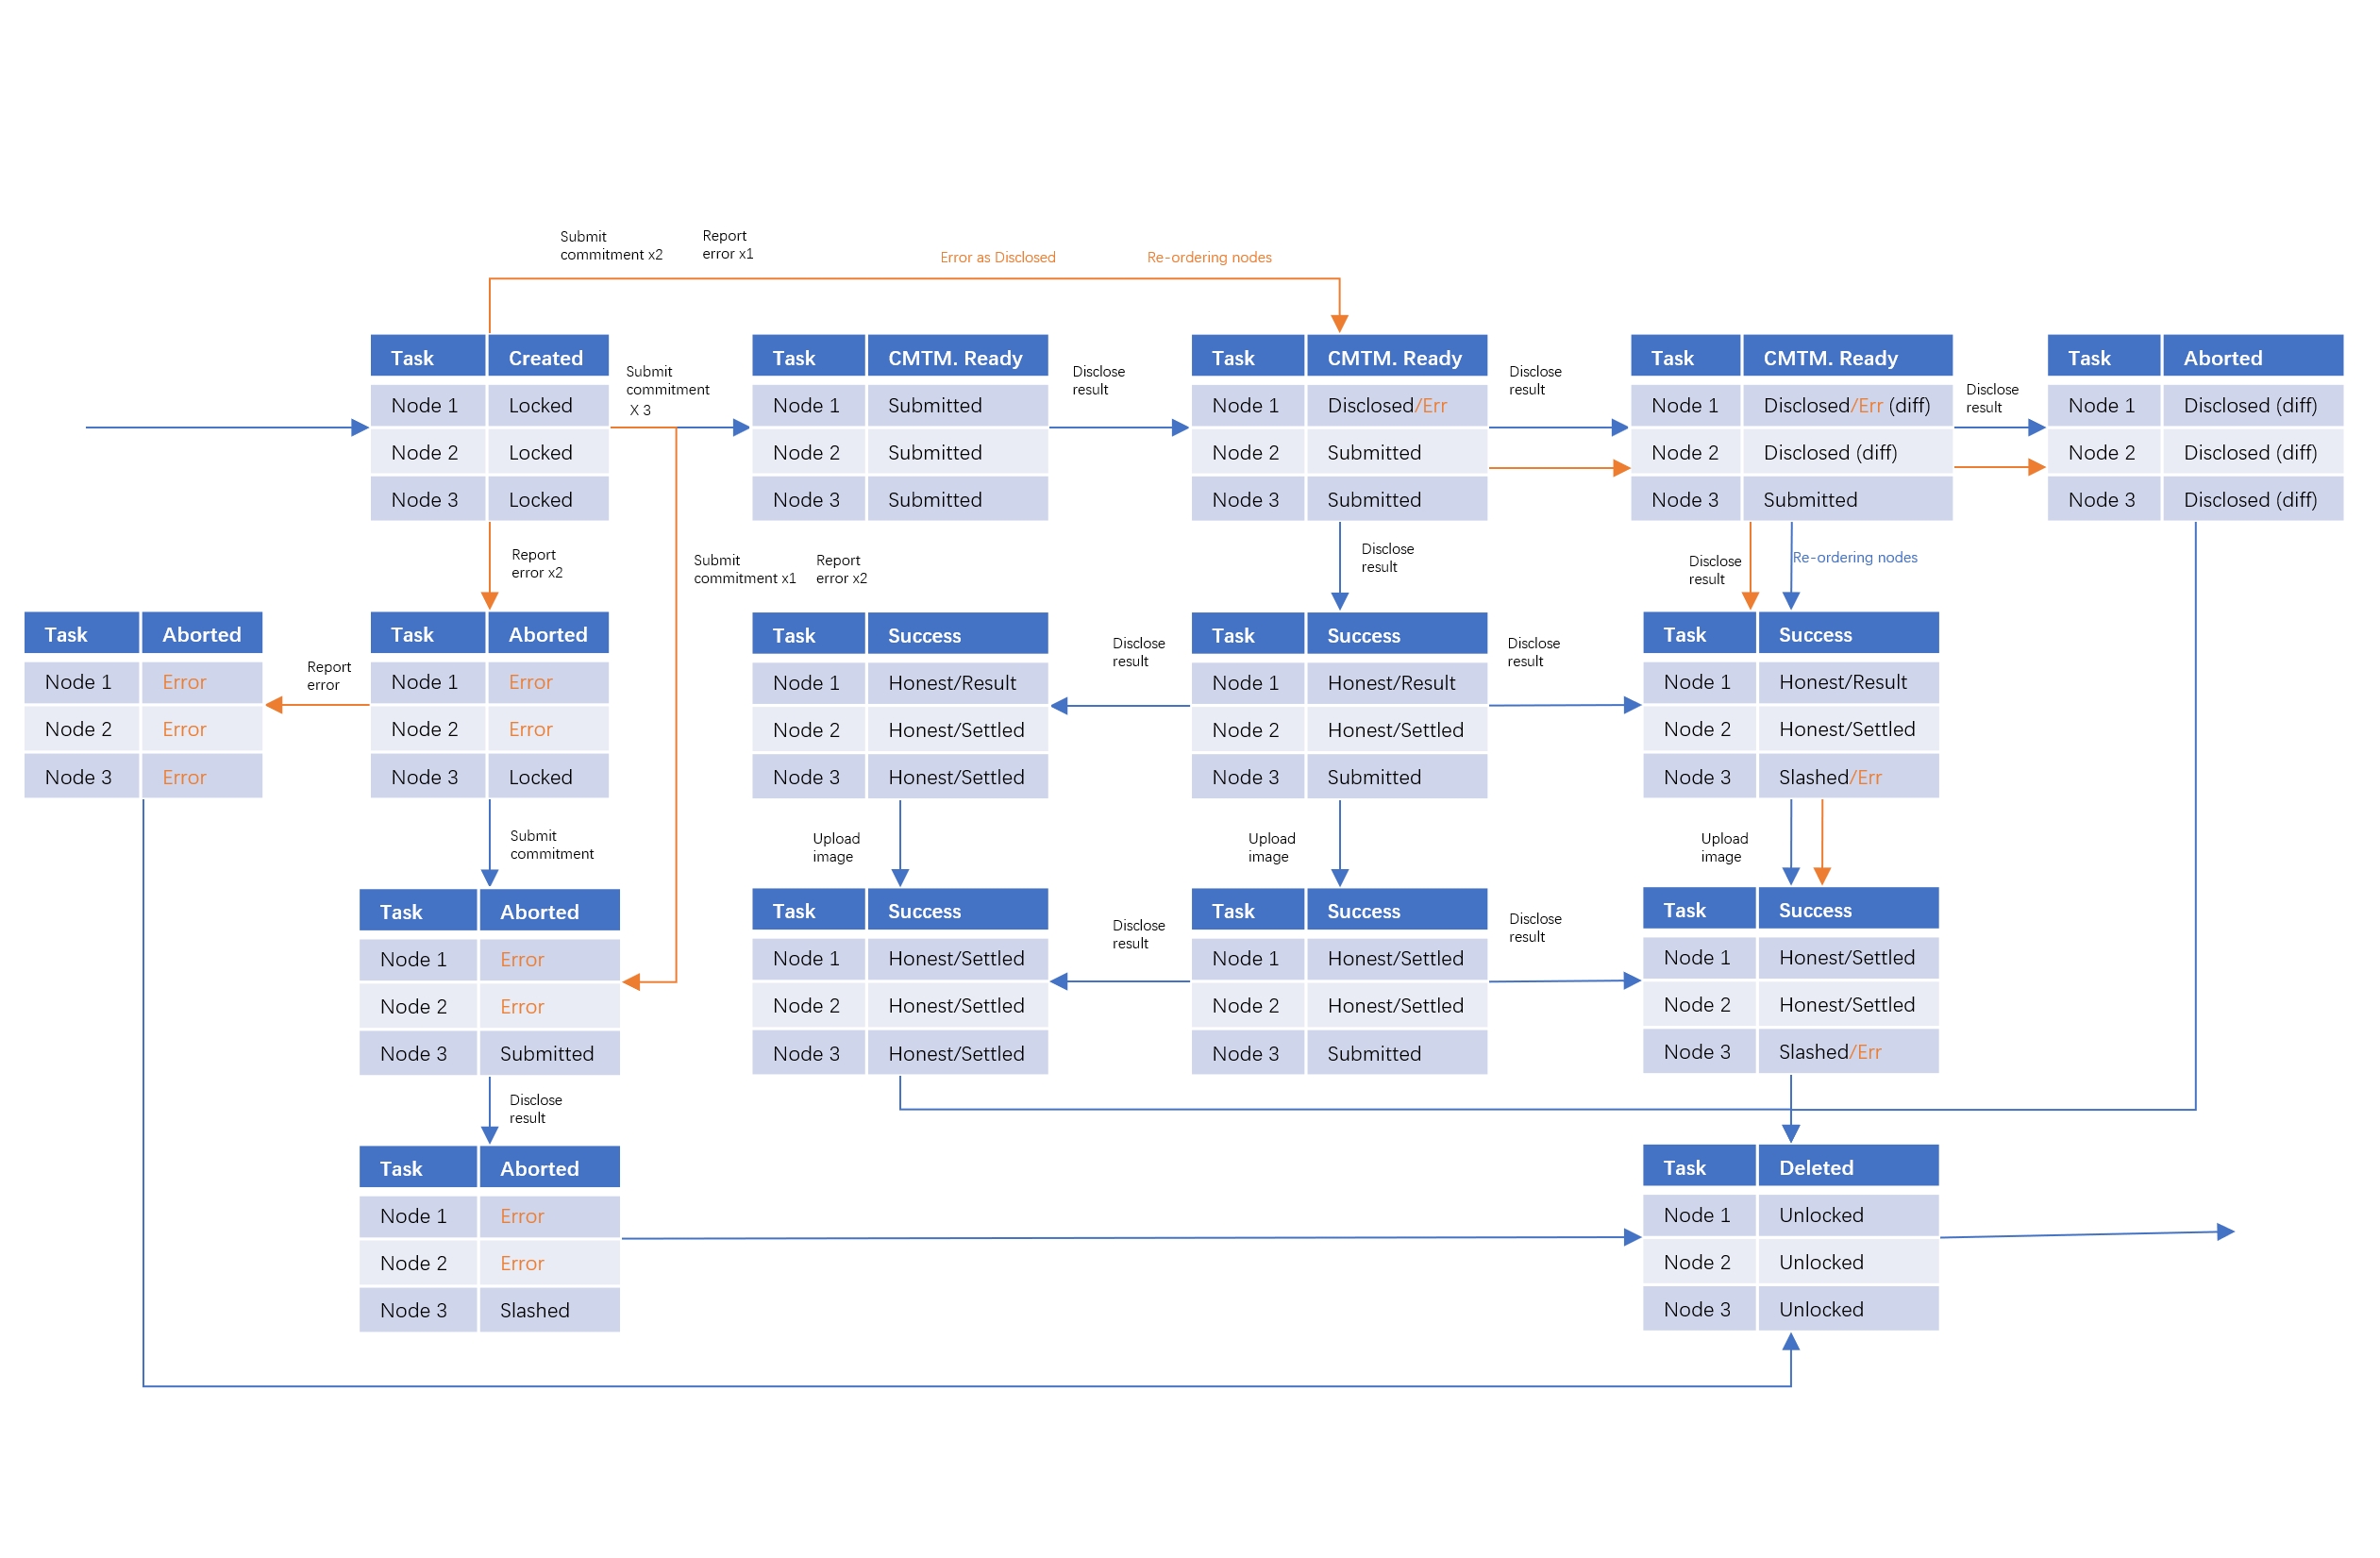 Submit
commitment x2
Report
error x1
Error as Disclosed
Re-ordering nodes
Task Created
Node 1 Locked
Node 2 Locked
Node 3 Locked
Submit
commitment
X 3
Task CMTM. Ready
Node 1 Submitted
Node 2 Submitted
Node 3 Submitted
Disclose
result
Task CMTM. Ready
Node 1 Disclosed/Err
Node 2 Submitted
Node 3 Submitted
Disclose
result
Task CMTM. Ready
Node 1 Disclosed/Err (diff)
Node 2 Disclosed (diff)
Node 3 Submitted
Disclose
result
Task Aborted
Node 1 Disclosed (diff)
Node 2 Disclosed (diff)
Node 3 Disclosed (diff)
Report
error x2
Submit
commitment x1
Report
error x2
Disclose
result
Disclose
result
Re-ordering nodes
Task Aborted
Node 1 Error
Node 2 Error
Node 3 Error
Report
error
Task Aborted
Node 1 Error
Node 2 Error
Node 3 Locked
Task Success
Node 1 Honest/Result
Node 2 Honest/Settled
Node 3 Honest/Settled
Disclose
result
Task Success
Node 1 Honest/Result
Node 2 Honest/Settled
Node 3 Submitted
Disclose
result
Task Success
Node 1 Honest/Result
Node 2 Honest/Settled
Node 3 Slashed/Err
Submit
commitment
Upload
image
Upload
image
Upload
image
Task Aborted
Node 1 Error
Node 2 Error
Node 3 Submitted
Task Success
Node 1 Honest/Settled
Node 2 Honest/Settled
Node 3 Honest/Settled
Disclose
result
Task Success
Node 1 Honest/Settled
Node 2 Honest/Settled
Node 3 Submitted
Disclose
result
Task Success
Node 1 Honest/Settled
Node 2 Honest/Settled
Node 3 Slashed/Err
Disclose
result
Task Aborted
Node 1 Error
Node 2 Error
Node 3 Slashed
Task Deleted
Node 1 Unlocked
Node 2 Unlocked
Node 3 Unlocked